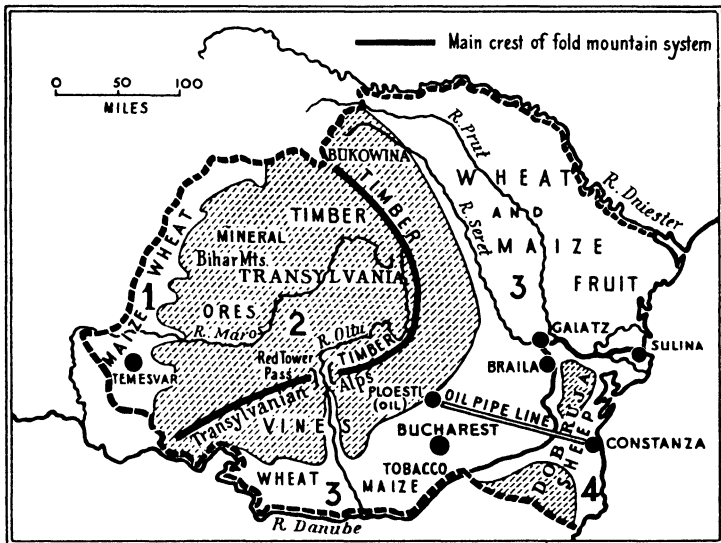 Main crest of fold mountain system
0 50 100
MILES
BUKOWINA
TIMBER
TIMBER
R. Prut
R. Seret
R. Dniester
WHEAT
AND
MAIZE
3
FRUIT
MAIZE WHEAT
1
MINERAL
Bihar Mts.
TRANSYLVANIA
ORES
2
R. Maros
R. Oltu
Red Tower
Pass
TIMBER
Transylvanian Alps
VINES
TEMESVAR
GALATZ
SULINA
BRAILA
PLOESTI
(OIL)
OIL PIPE LINE
BUCHAREST
CONSTANZA
TOBACCO
DOBRUJA
SHEEP
4
WHEAT
3
MAIZE
R. Danube